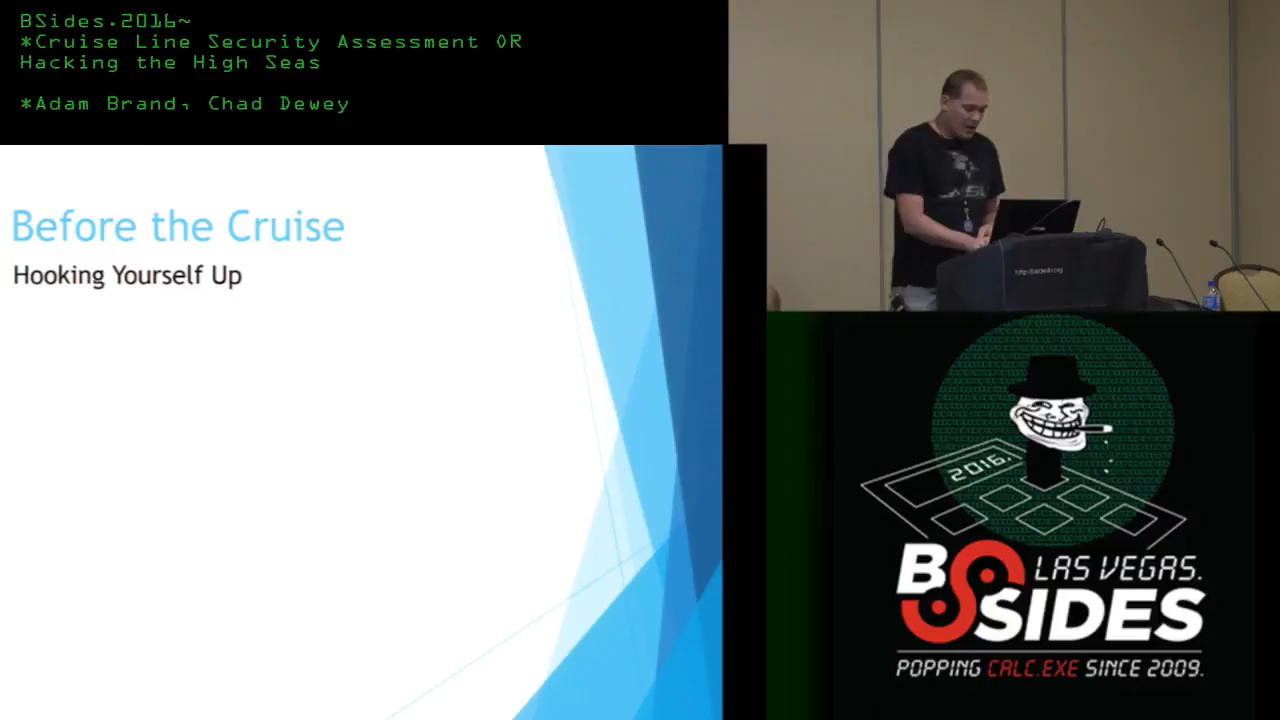 BSides.2016~
*Cruise Line Security Assessment OR
Hacking the High Seas
*Adam Brand, Chad Dewey
Before the Cruise
Hooking Yourself Up
2016.
BSIDES
LAS VEGAS.
POPPING CALC.EXE SINCE 2009.